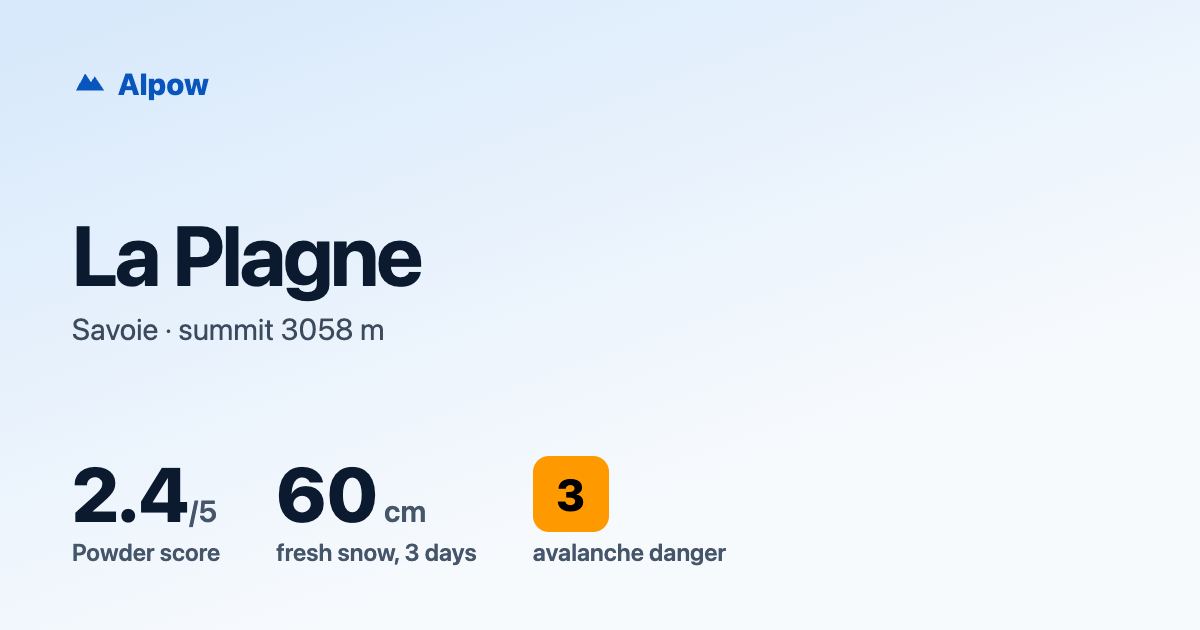 Alpow
La Plagne
Savoie · summit 3058 m
2.4/5 60 cm 3
Powder score fresh snow, 3 days avalanche danger